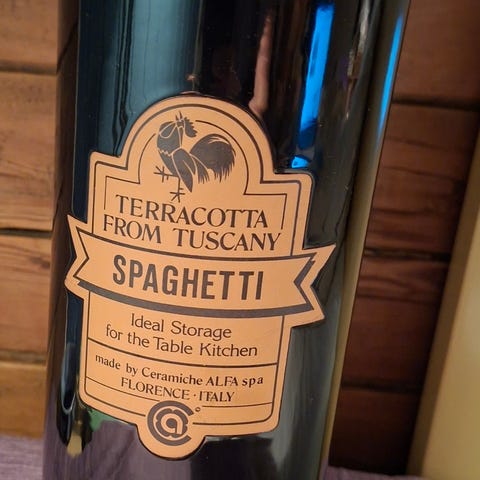 TERRACOTTA
FROM TUSCANY
SPAGHETTI
Ideal Storage
for the Table Kitchen
made by Ceramiche ALFA spa
FLORENCE · ITALY